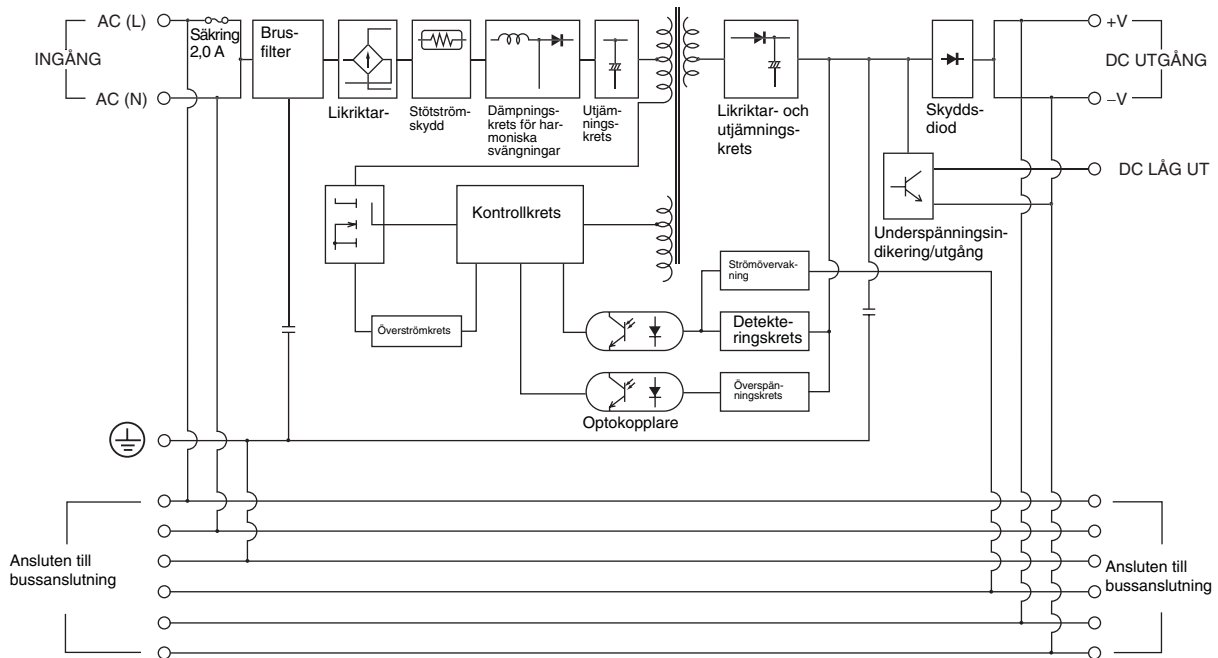 AC (L)
INGÅNG
AC (N)
Säkring
2,0 A
Brus-
filter
Likriktar-
Stötström-
skydd
Dämpnings-
krets för har-
moniska
svängningar
Utjäm-
nings-
krets
Likriktar- och
utjämnings-
krets
Skydds-
diod
+V
DC UTGÅNG
–V
DC LÅG UT
Underspänningsin-
dikering/utgång
Kontrollkrets
Överströmkrets
Strömövervak-
ning
Detekte-
ringskrets
Överspän-
ningskrets
Optokopplare
Ansluten till
bussanslutning
Ansluten till
bussanslutning